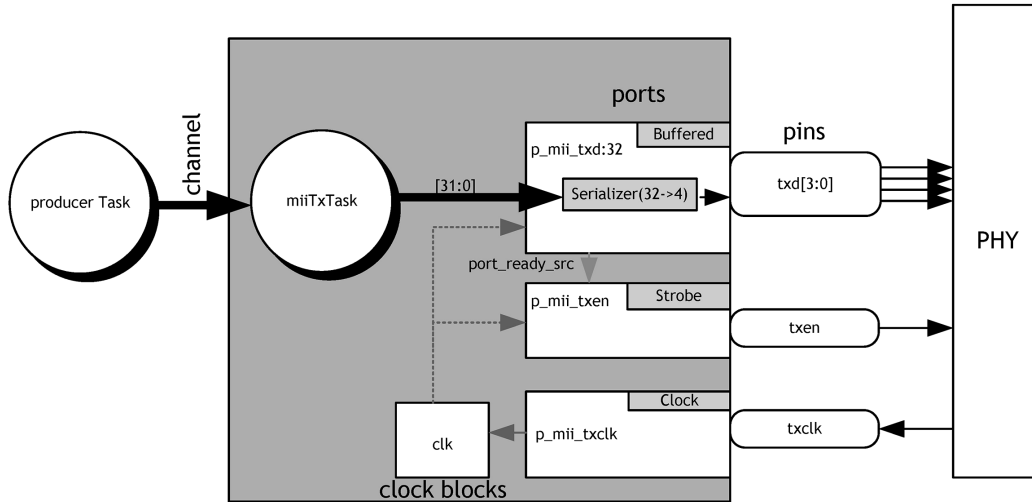 producer Task
channel
miiTxTask
[31:0]
ports
Buffered
p_mii_txd:32
Serializer(32->4)
port_ready_src
Strobe
p_mii_txen
Clock
p_mii_txclk
clk
clock blocks
pins
txd[3:0]
txen
txclk
PHY